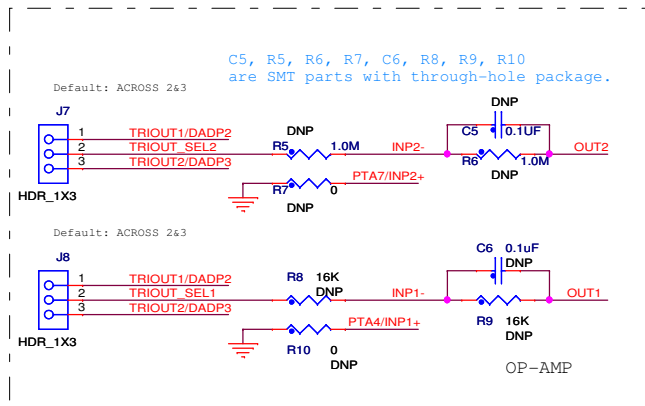 C5, R5, R6, R7, C6, R8, R9, R10
are SMT parts with through-hole package.
Default: ACROSS 2&3
J7
1
2
3
HDR_1X3
TRIOUT1/DADP2
TRIOUT_SEL2
TRIOUT2/DADP3
DNP
R5
1.0M
INP2-
PTA7/INP2+
R7
0
DNP
DNP
C5
0.1UF
R6
1.0M
DNP
OUT2
Default: ACROSS 2&3
J8
1
2
3
HDR_1X3
TRIOUT1/DADP2
TRIOUT_SEL1
TRIOUT2/DADP3
R8
16K
DNP
INP1-
PTA4/INP1+
R10
0
DNP
C6
0.1uF
DNP
R9
16K
DNP
OUT1
OP-AMP